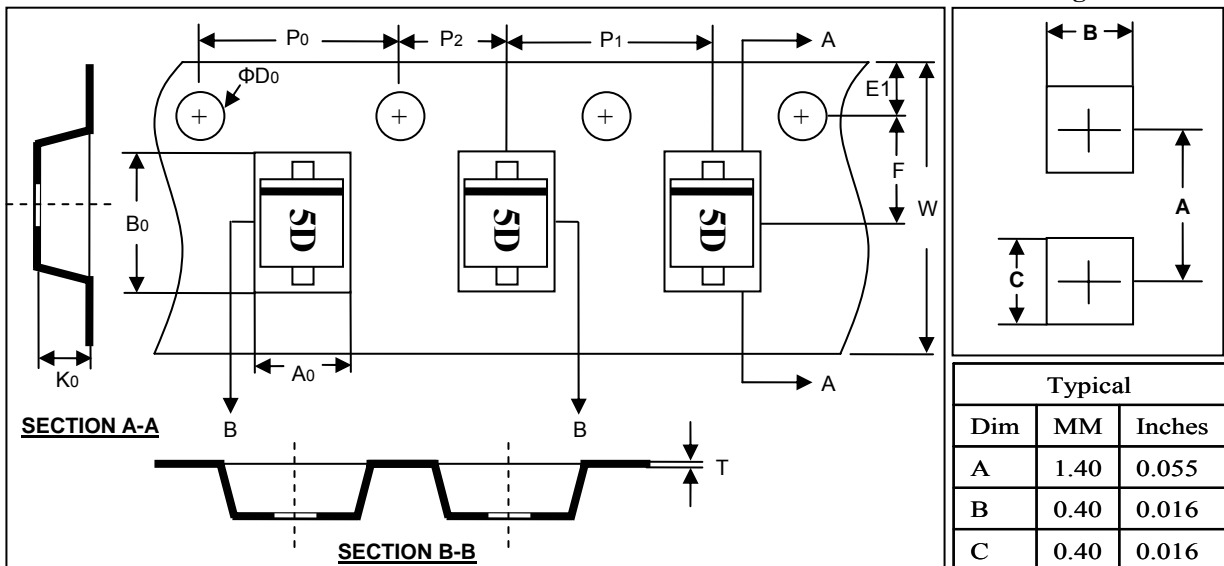 P0
P2
P1
A
ΦD0
E1
F
W
B0
5D
5D
5D
K0
A0
A
SECTION A-A
B
B
T
SECTION B-B
B
A
C
Typical
Dim MM Inches
A 1.40 0.055
B 0.40 0.016
C 0.40 0.016